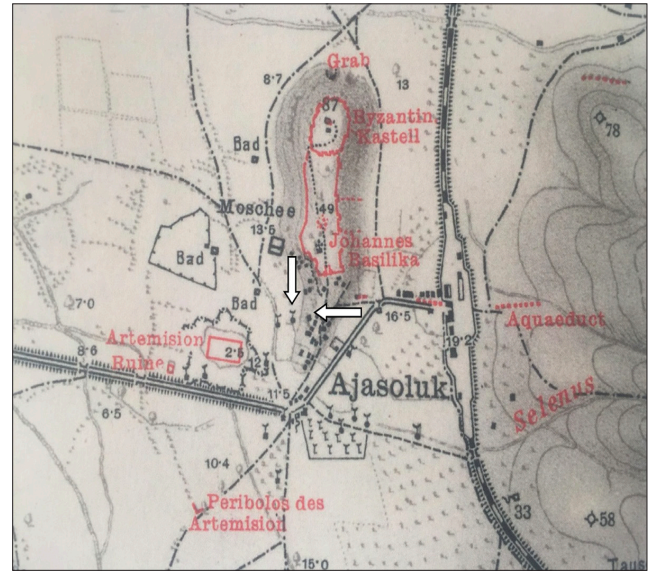 Grab
8·7
13
87
78
Byzantin.
Kastell
Bad
Moschee
149
13·5
Johannes
Basilika
Bad
Bad
7·0
16·5
Aquaeduct
Artemision
19·2
8·6
2·5
Ruine
12
11·5
Ajasoluk
Selenus
6·5
10·4
Peribolos des
Artemision
33
58
15·0
Taus